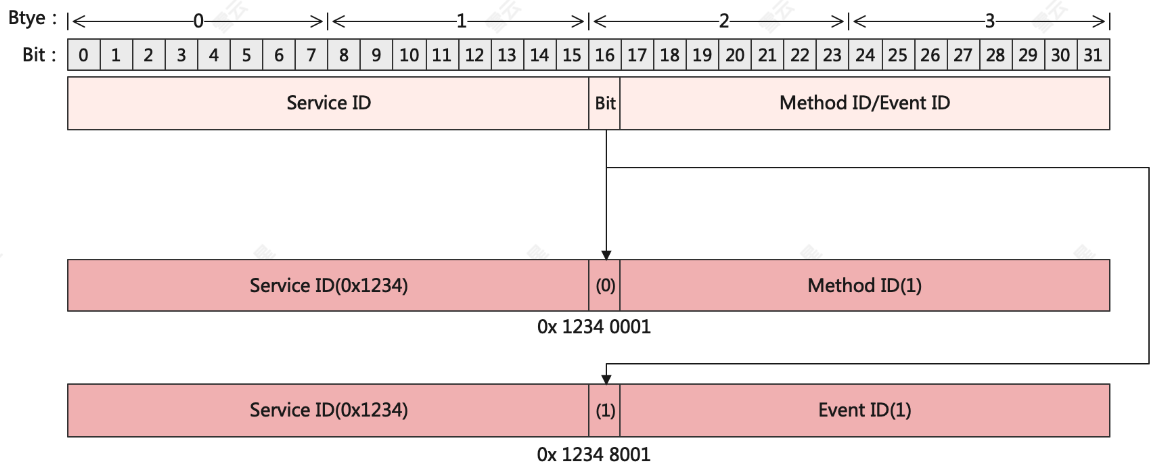 Btye : 0 1 2 3
Bit : 0 1 2 3 4 5 6 7 8 9 10 11 12 13 14 15 16 17 18 19 20 21 22 23 24 25 26 27 28 29 30 31
Service ID Bit Method ID/Event ID
Service ID(0x1234) (0) Method ID(1)
0x 1234 0001
Service ID(0x1234) (1) Event ID(1)
0x 1234 8001